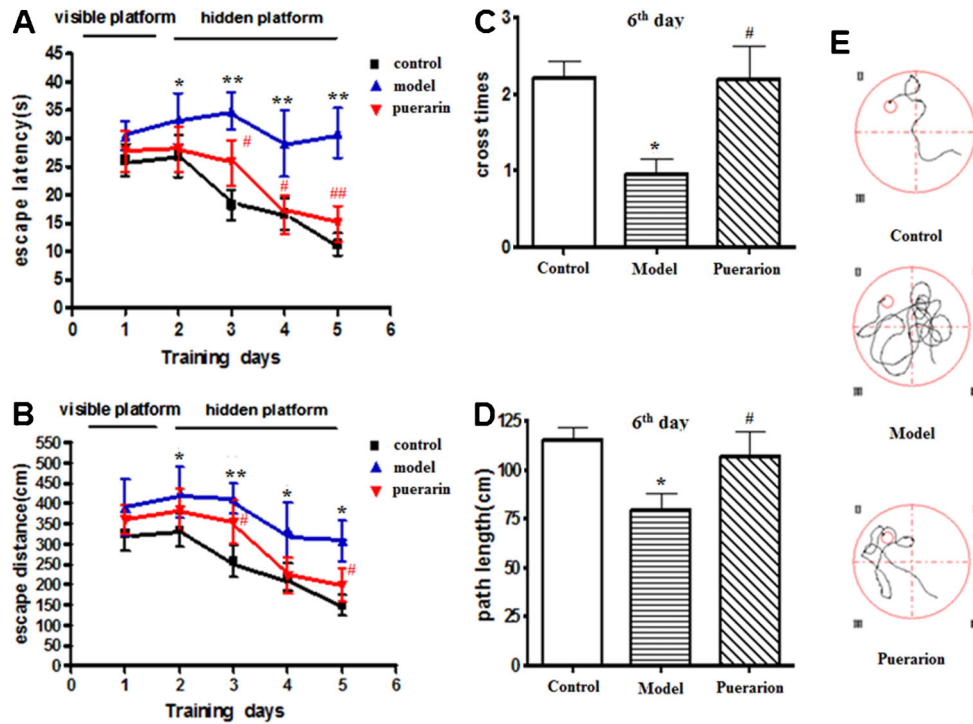 A
visible platform hidden platform
escape latency(s)
45
40
35
30
25
20
15
10
5
0
* ** ** **
# # ##
control
model
puerarin
0 1 2 3 4 5 6
Training days
B
visible platform hidden platform
escape distance(cm)
550
500
450
400
350
300
250
200
150
100
50
0
* ** * *
# #
control
model
puerarin
0 1 2 3 4 5 6
Training days
C
6th day
cross times
3
2
1
0
* #
Control Model Puerarion
D
6th day
path length(cm)
125
100
75
50
25
0
* #
Control Model Puerarion
E
III
Control
III
Model
III
Puerarion